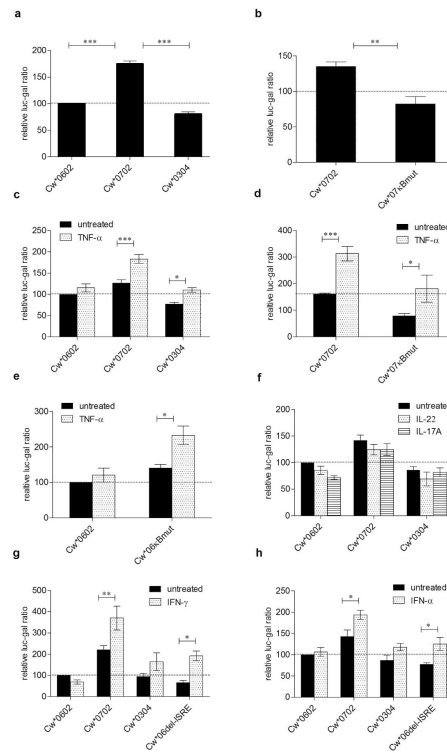 a
***
***
relative luc-gal ratio
200
150
100
50
0
Cw*0602
Cw*0702
Cw*0304
b
**
relative luc-gal ratio
150
100
50
0
Cw*0702
Cw*07κBmut
c
untreated
TNF-α
***
*
relative luc-gal ratio
250
200
150
100
50
0
Cw*0602
Cw*0702
Cw*0304
d
untreated
TNF-α
***
*
realtive luc-gal ratio
400
300
200
100
0
Cw*0702
Cw*07κBmut
e
untreated
TNF-α
*
reative luc-gal ratio
300
200
100
0
Cw*0602
Cw*06κBmut
f
untreated
IL-22
IL-17A
relative luc-gal ratio
200
150
100
50
0
Cw*0602
Cw*0702
Cw*0304
g
untreated
IFN-γ
**
*
relative luc-gal ratio
500
400
300
200
100
0
Cw*0602
Cw*0702
Cw*0304
Cw*06del-ISRE
h
untreated
IFN-α
*
*
relative luc-gal ratio
250
200
150
100
50
0
Cw*0602
Cw*0702
Cw*0304
Cw*06del-ISRE